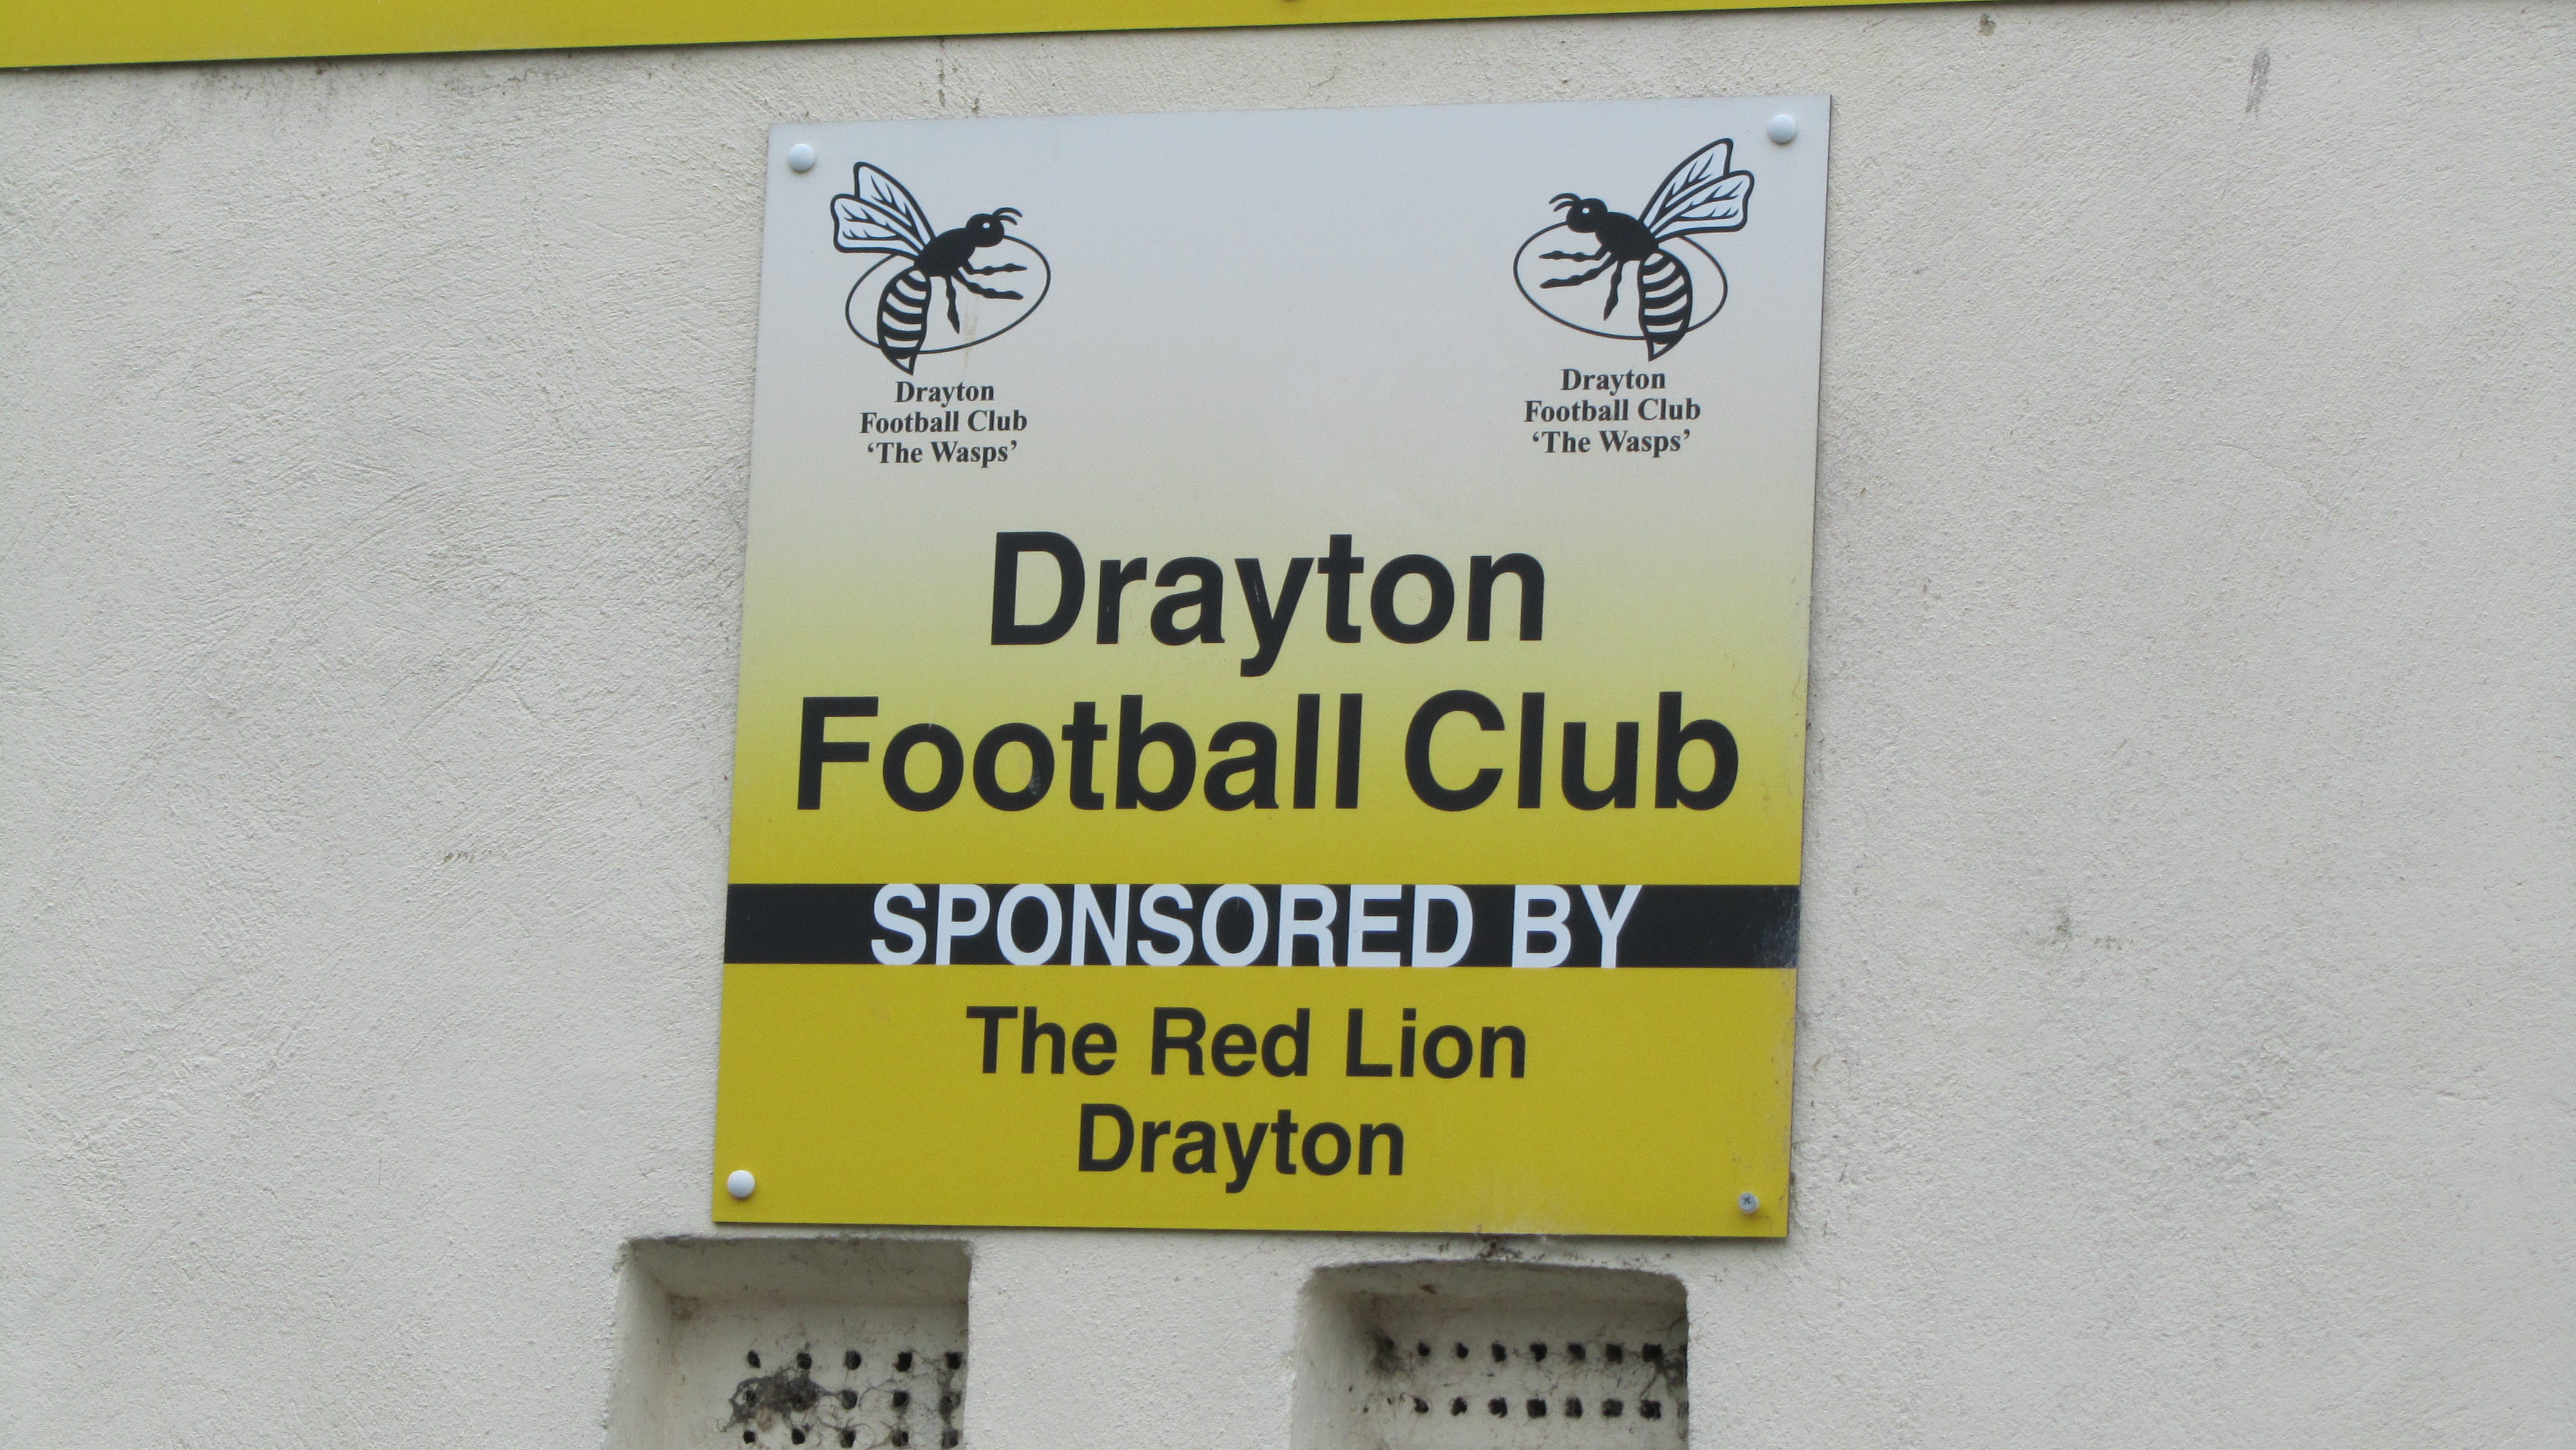 Drayton
Football Club
‘The Wasps’
Drayton
Football Club
‘The Wasps’
Drayton
Football Club
SPONSORED BY
The Red Lion
Drayton